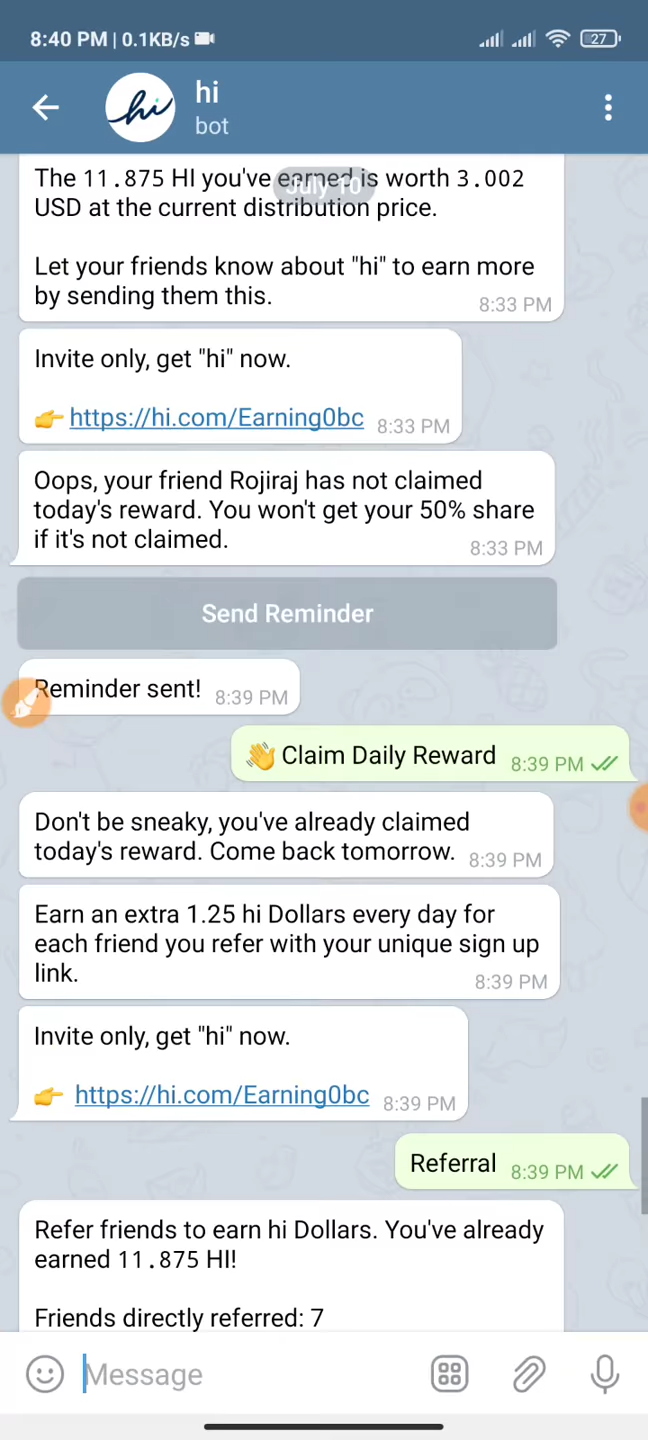 8:40 PM | 0.1KB/s
27
hi
hi
bot
July 10
The 11.875 HI you've earned is worth 3.002
USD at the current distribution price.
Let your friends know about "hi" to earn more
by sending them this.
8:33 PM
Invite only, get "hi" now.
👉 https://hi.com/Earning0bc 8:33 PM
Oops, your friend Rojiraj has not claimed
today's reward. You won't get your 50% share
if it's not claimed.
8:33 PM
Send Reminder
Reminder sent! 8:39 PM
👋 Claim Daily Reward 8:39 PM
Don't be sneaky, you've already claimed
today's reward. Come back tomorrow. 8:39 PM
Earn an extra 1.25 hi Dollars every day for
each friend you refer with your unique sign up
link.
8:39 PM
Invite only, get "hi" now.
👉 https://hi.com/Earning0bc 8:39 PM
Referral 8:39 PM
Refer friends to earn hi Dollars. You've already
earned 11.875 HI!
Friends directly referred: 7
Message